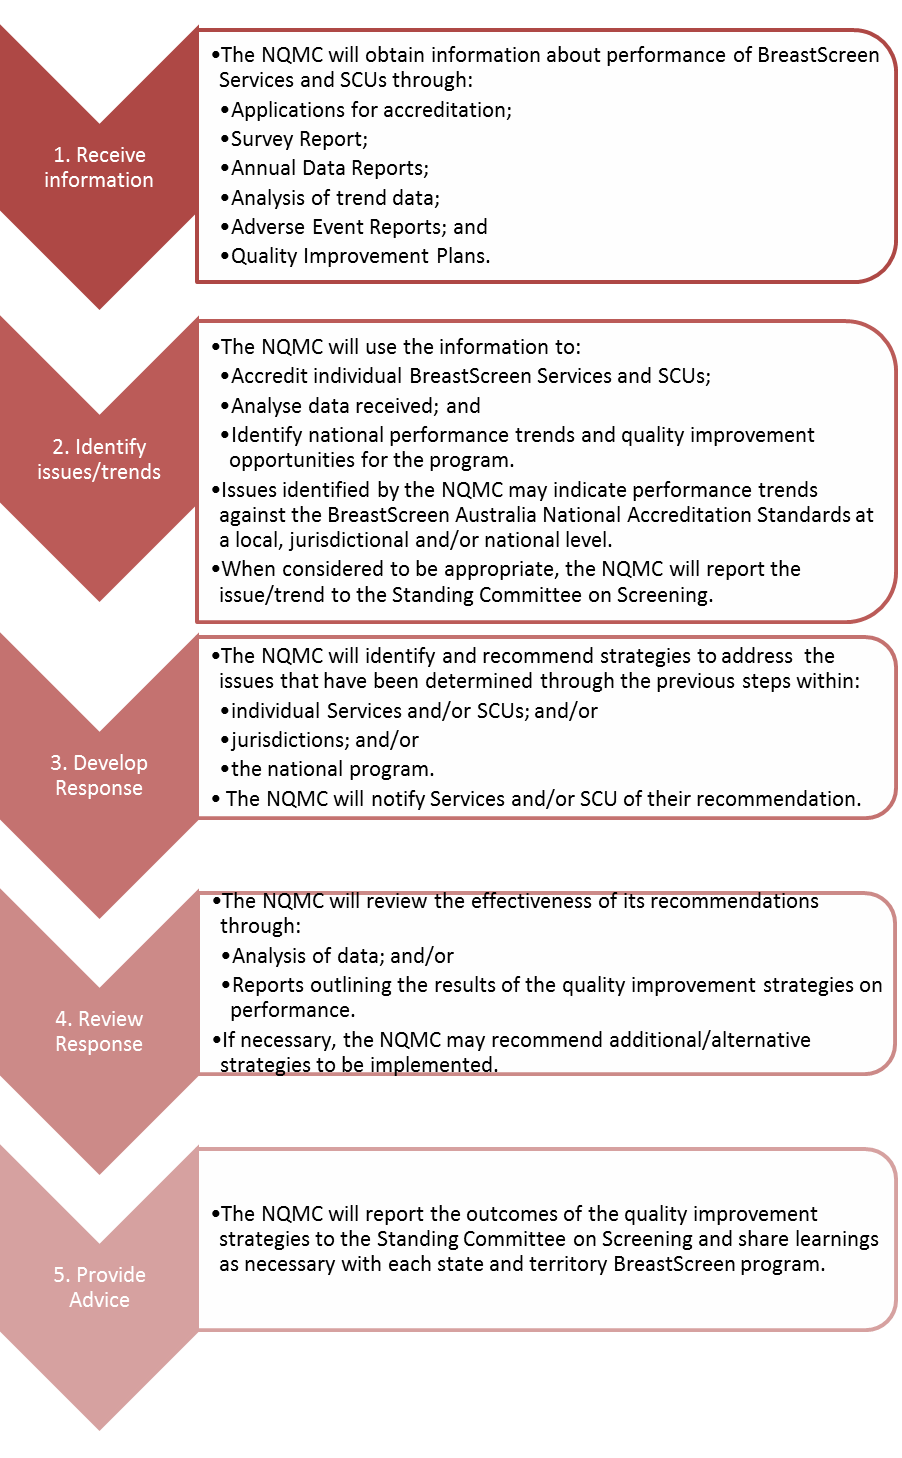 1. Receive
information
•The NQMC will obtain information about performance of BreastScreen
Services and SCUs through:
•Applications for accreditation;
•Survey Report;
•Annual Data Reports;
•Analysis of trend data;
•Adverse Event Reports; and
•Quality Improvement Plans.
2. Identify
issues/trends
•The NQMC will use the information to:
•Accredit individual BreastScreen Services and SCUs;
•Analyse data received; and
•Identify national performance trends and quality improvement
opportunities for the program.
•Issues identified by the NQMC may indicate performance trends
against the BreastScreen Australia National Accreditation Standards at
a local, jurisdictional and/or national level.
•When considered to be appropriate, the NQMC will report the
issue/trend to the Standing Committee on Screening.
3. Develop
Response
•The NQMC will identify and recommend strategies to address the
issues that have been determined through the previous steps within:
•individual Services and/or SCUs; and/or
•jurisdictions; and/or
•the national program.
• The NQMC will notify Services and/or SCU of their recommendation.
4. Review
Response
•The NQMC will review the effectiveness of its recommendations
through:
•Analysis of data; and/or
•Reports outlining the results of the quality improvement strategies on
performance.
•If necessary, the NQMC may recommend additional/alternative
strategies to be implemented.
5. Provide
Advice
•The NQMC will report the outcomes of the quality improvement
strategies to the Standing Committee on Screening and share learnings
as necessary with each state and territory BreastScreen program.